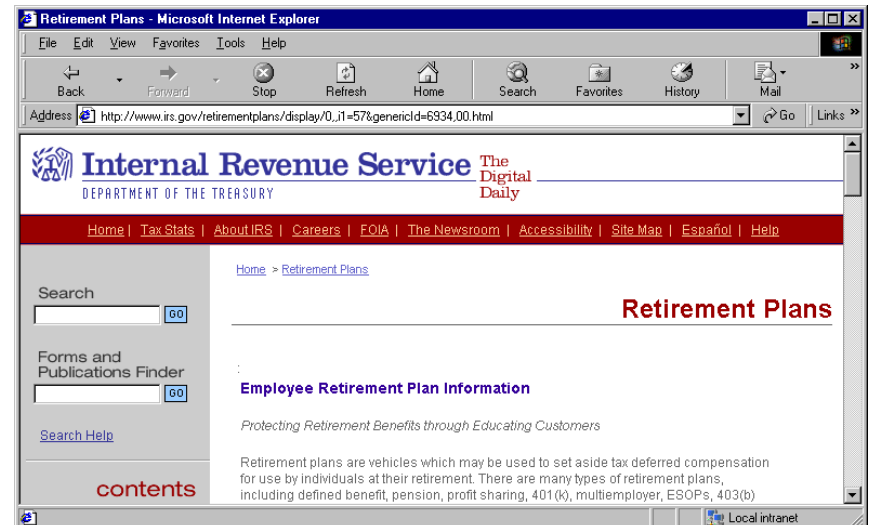 Retirement Plans - Microsoft Internet Explorer
File Edit View Favorites Tools Help
Back Forward Stop Refresh Home Search Favorites History Mail »
Address http://www.irs.gov/retirementplans/display/0,,i1=57&genericId=6934,00.html Go Links »
Internal Revenue Service
DEPARTMENT OF THE TREASURY
The
Digital
Daily
Home | Tax Stats | About IRS | Careers | FOIA | The Newsroom | Accessibility | Site Map | Español | Help
Home > Retirement Plans
Search
GO
Retirement Plans
Forms and
Publications Finder
GO
Search Help
contents
:
Employee Retirement Plan Information
Protecting Retirement Benefits through Educating Customers
Retirement plans are vehicles which may be used to set aside tax deferred compensation
for use by individuals at their retirement. There are many types of retirement plans,
including defined benefit, pension, profit sharing, 401(k), multiemployer, ESOPs, 403(b)
Local intranet